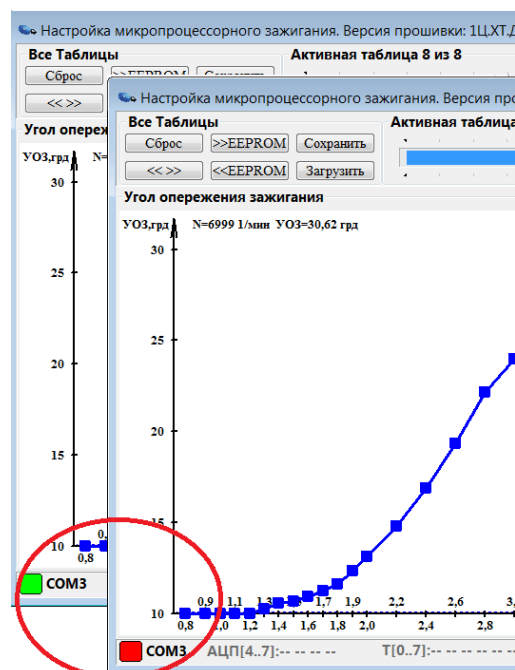 Настройка микропроцессорного зажигания. Версия прошивки: 1Ц.ХТ.Д
Все Таблицы
Активная таблица 8 из 8
Сброс
>>EEPROM
Сохранить
<< >>
Угол опереж
УОЗ,грд
N=
30
25
20
15
10
0,8
0,
COM3
Настройка микропроцессорного зажигания. Версия про
Все Таблицы
Активная таблица
Сброс
>>EEPROM
Сохранить
<< >>
<<EEPROM
Загрузить
Угол опережения зажигания
УОЗ,грд
N=6999 1/мин УОЗ=30,62 грд
30
25
20
15
10
0,9 1,1 1,3 1,5 1,7 1,9 2,2 2,6 3,
0,8 1,0 1,2 1,4 1,6 1,8 2,0 2,4 2,8
COM3 АЦП[4..7]:-- -- -- -- T[0..7]:-- -- -- -- --